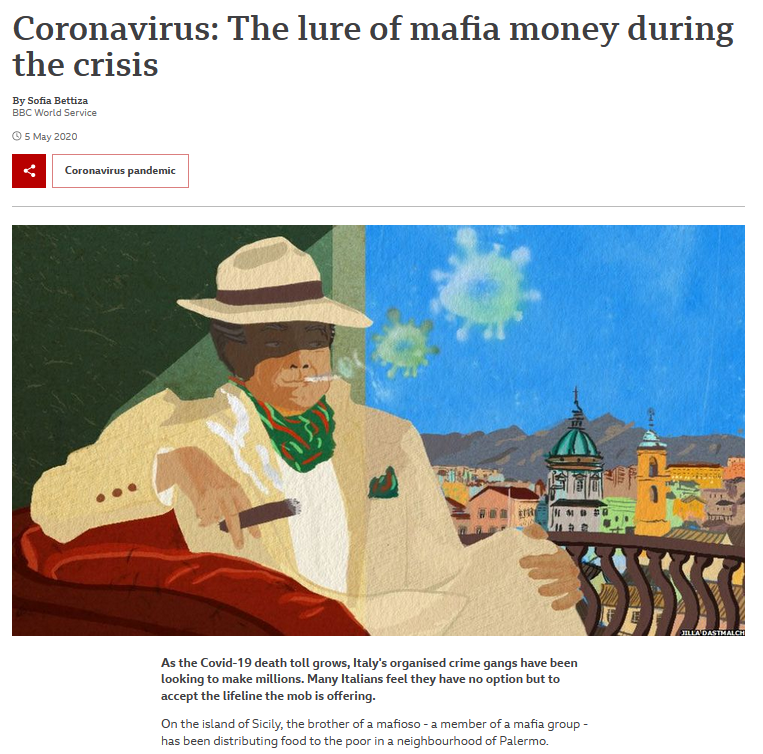 Coronavirus: The lure of mafia money during
the crisis
By Sofia Bettiza
BBC World Service
5 May 2020
Coronavirus pandemic
JILLA DASTMALCH
As the Covid-19 death toll grows, Italy's organised crime gangs have been
looking to make millions. Many Italians feel they have no option but to
accept the lifeline the mob is offering.
On the island of Sicily, the brother of a mafioso - a member of a mafia group -
has been distributing food to the poor in a neighbourhood of Palermo.